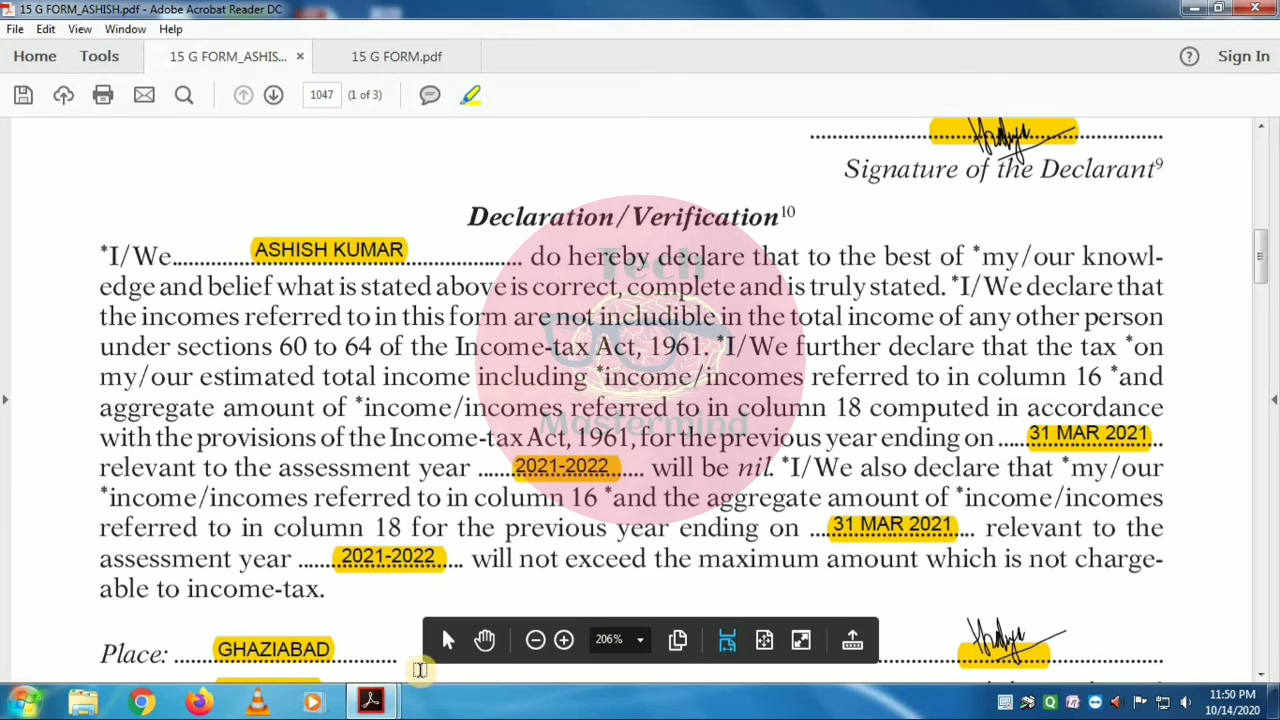 15 G FORM_ASHISH.pdf - Adobe Acrobat Reader DC
File Edit View Window Help
Home Tools 15 G FORM_ASHIS... × 15 G FORM.pdf ? Sign In
1047 (1 of 3)
Signature of the Declarant⁹
Declaration/Verification¹⁰
*I/We.....ASHISH KUMAR..... do hereby declare that to the best of *my/our knowl-
edge and belief what is stated above is correct, complete and is truly stated. *I/We declare that
the incomes referred to in this form are not includible in the total income of any other person
under sections 60 to 64 of the Income-tax Act, 1961. *I/We further declare that the tax *on
my/our estimated total income including *income/incomes referred to in column 16 *and
aggregate amount of *income/incomes referred to in column 18 computed in accordance
with the provisions of the Income-tax Act, 1961, for the previous year ending on .....31 MAR 2021.....
relevant to the assessment year .....2021-2022..... will be nil. *I/We also declare that *my/our
*income/incomes referred to in column 16 *and the aggregate amount of *income/incomes
referred to in column 18 for the previous year ending on .....31 MAR 2021..... relevant to the
assessment year .....2021-2022..... will not exceed the maximum amount which is not charge-
able to income-tax.
Tech
Mastermind
Place: .....GHAZIABAD.....
206%
11:50 PM
10/14/2020